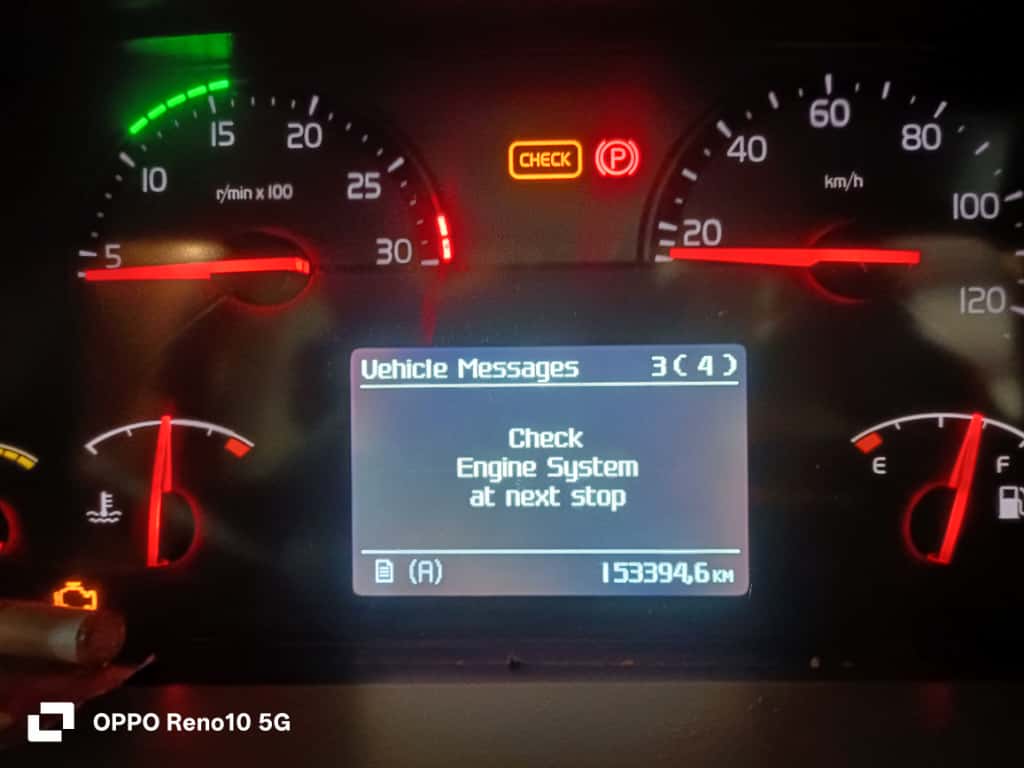 5
10
15
20
25
30
r/min x 100
CHECK
P
20
40
60
80
100
120
km/h
Vehicle Messages 3( 4 )
Check
Engine System
at next stop
(A) 153394,6 KM
E
F
OPPO Reno10 5G